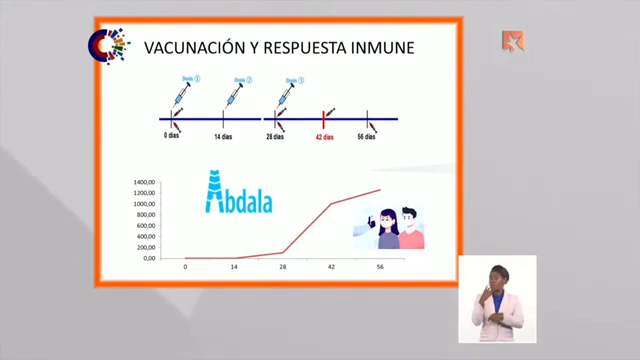 VACUNACIÓN Y RESPUESTA INMUNE
Dosis 1
Dosis 2
Dosis 3
0 días
14 días
28 días
42 días
56 días
Abdala
1400,00
1200,00
1000,00
800,00
600,00
400,00
200,00
0,00
0
14
28
42
56